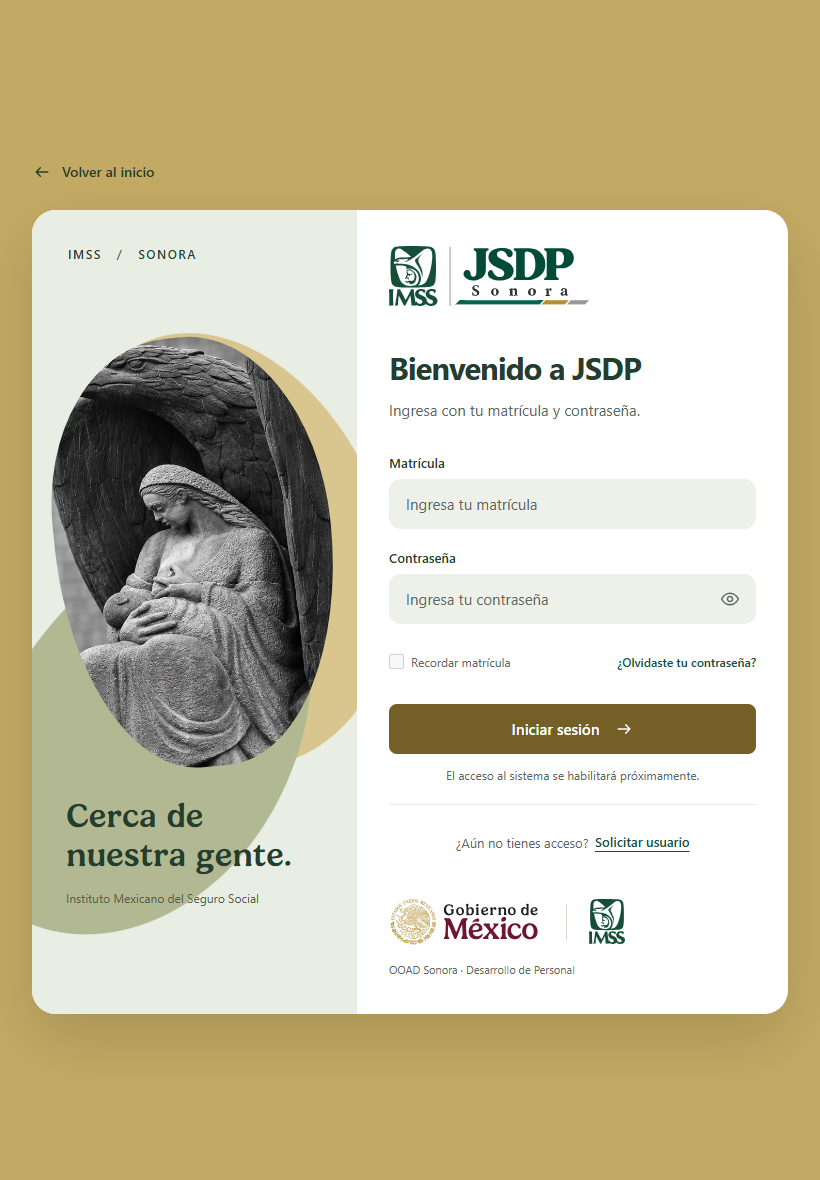 Volver al inicio
IMSS / SONORA
Cerca de
nuestra gente.
Instituto Mexicano del Seguro Social
IMSS
JSDP
Sonora
Bienvenido a JSDP
Ingresa con tu matrícula y contraseña.
Matrícula
Ingresa tu matrícula
Contraseña
Ingresa tu contraseña
Recordar matrícula
¿Olvidaste tu contraseña?
Iniciar sesión
El acceso al sistema se habilitará próximamente.
¿Aún no tienes acceso? Solicitar usuario
ESTADOS UNIDOS MEXICANOS
Gobierno de
México
IMSS
OOAD Sonora · Desarrollo de Personal